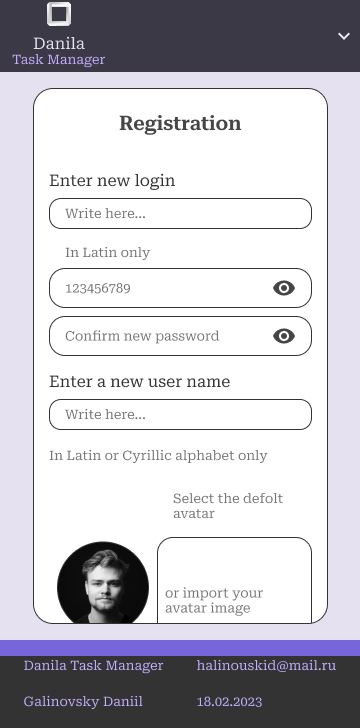 Danila
Task Manager
Registration
Enter new login
Write here...
In Latin only
123456789
Confirm new password
Enter a new user name
Write here...
In Latin or Cyrillic alphabet only
Select the defolt
avatar
or import your
avatar image
Danila Task Manager
halinouskid@mail.ru
Galinovsky Daniil
18.02.2023